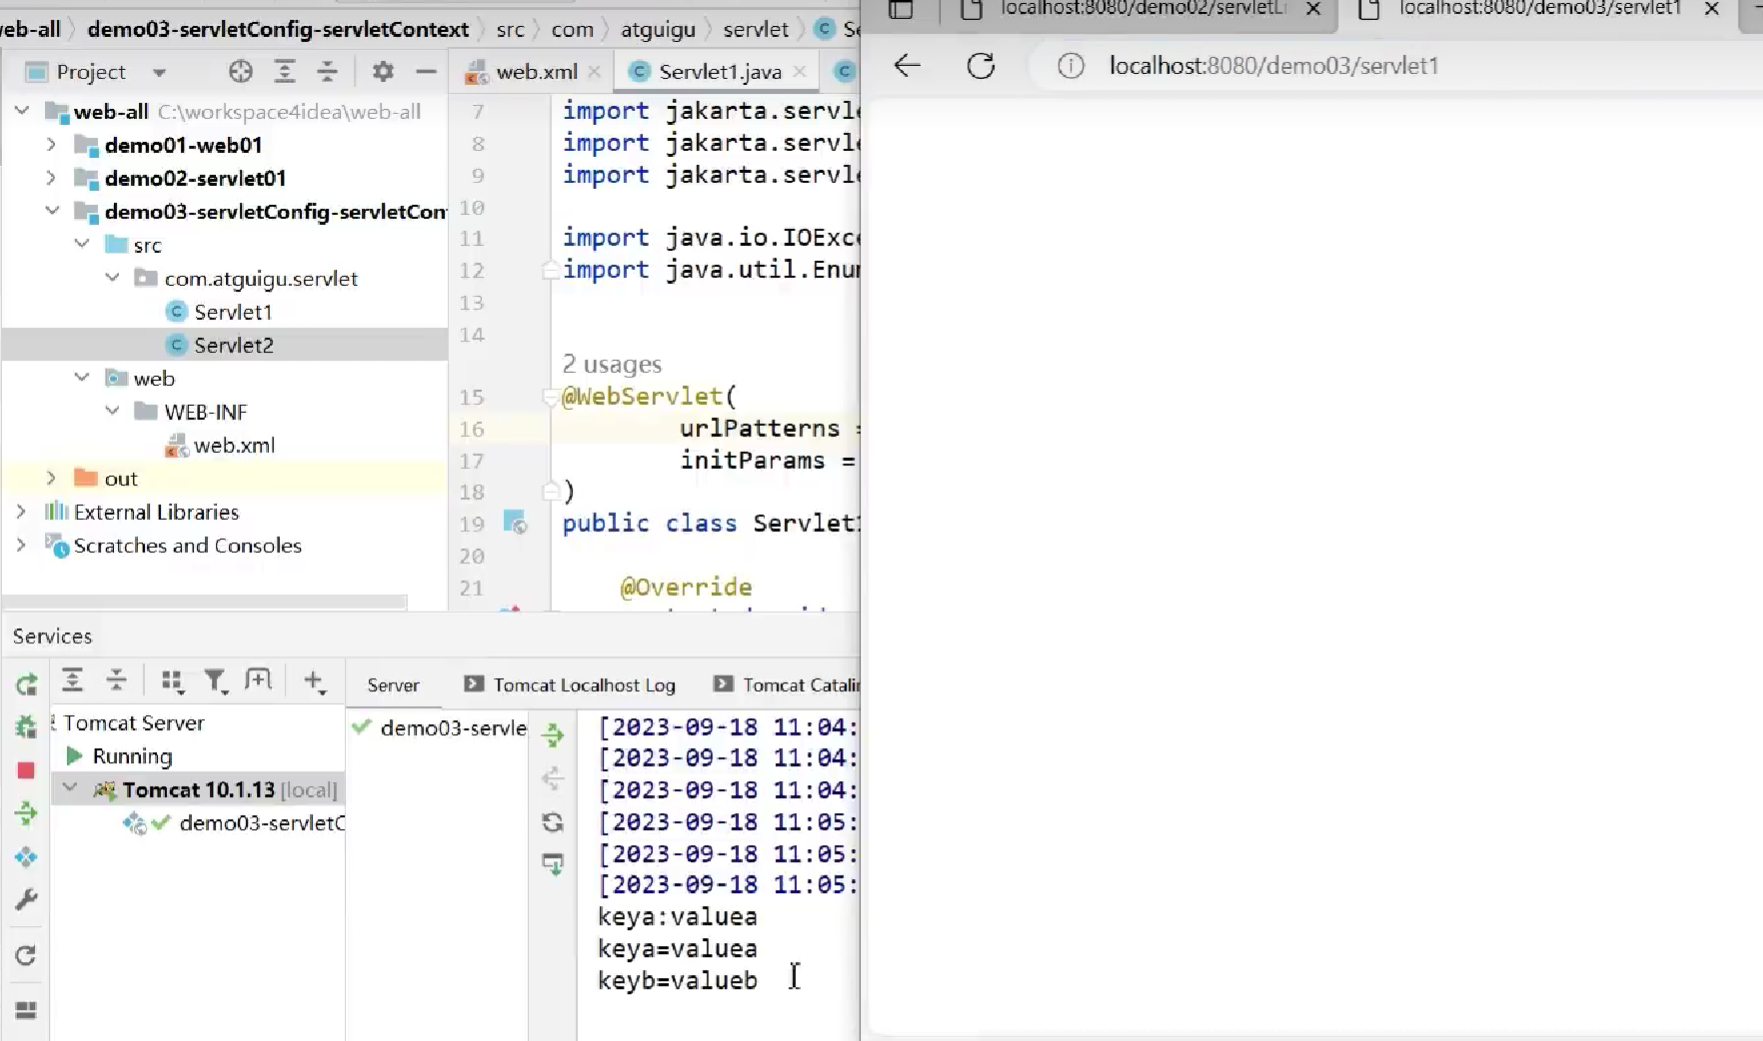 web-all 〉 demo03-servletConfig-servletContext 〉 src 〉 com 〉 atguigu 〉 servlet 〉
Project
web.xml
Servlet1.java
web-all C:\workspace4idea\web-all
demo01-web01
demo02-servlet01
demo03-servletConfig-servletCon
src
com.atguigu.servlet
Servlet1
Servlet2
web
WEB-INF
web.xml
out
External Libraries
Scratches and Consoles
7 import jakarta.servle
8 import jakarta.servle
9 import jakarta.servle
10
11 import java.io.IOExce
12 import java.util.Enum
13
14
2 usages
15 @WebServlet(
16 urlPatterns =
17 initParams =
18 )
19 public class Servlet1
20
21 @Override
Services
Tomcat Server
Running
Tomcat 10.1.13 [local]
demo03-servletC
Server
Tomcat Localhost Log
Tomcat Catalin
demo03-servle
[2023-09-18 11:04:
[2023-09-18 11:04:
[2023-09-18 11:04:
[2023-09-18 11:05:
[2023-09-18 11:05:
[2023-09-18 11:05:
keya:valuea
keya=valuea
keyb=valueb
localhost:8080/demo02/servletL
localhost:8080/demo03/servlet1
localhost:8080/demo03/servlet1